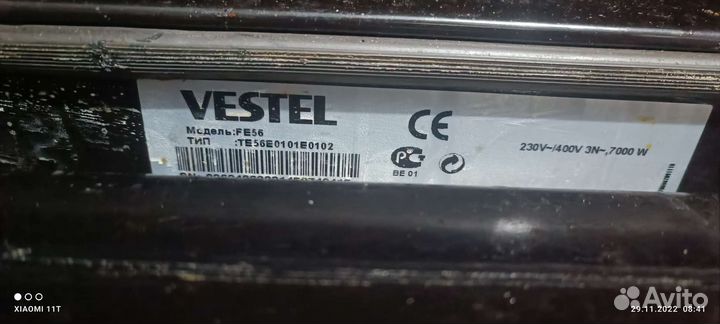 VESTEL
Модель:FE56
ТИП :TE56E0101E0102
CE
PC
BE 01
230V~/400V 3N~,7000 W
XIAOMI 11T
Avito
29.11.2022 08:41